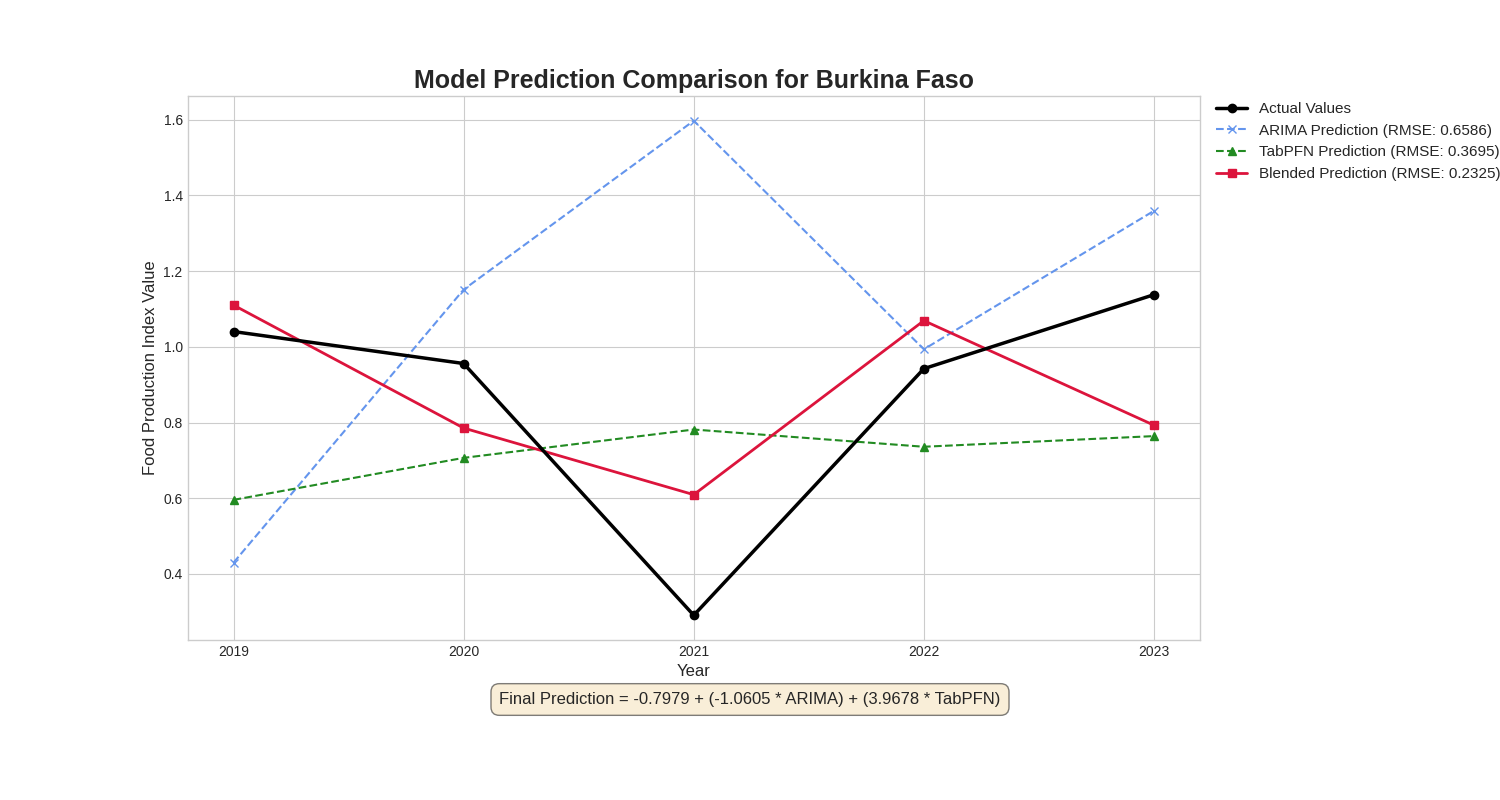 Model Prediction Comparison for Burkina Faso
Actual Values
ARIMA Prediction (RMSE: 0.6586)
TabPFN Prediction (RMSE: 0.3695)
Blended Prediction (RMSE: 0.2325)
Food Production Index Value
1.6
1.4
1.2
1.0
0.8
0.6
0.4
2019 2020 2021 2022 2023
Year
Final Prediction = -0.7979 + (-1.0605 * ARIMA) + (3.9678 * TabPFN)